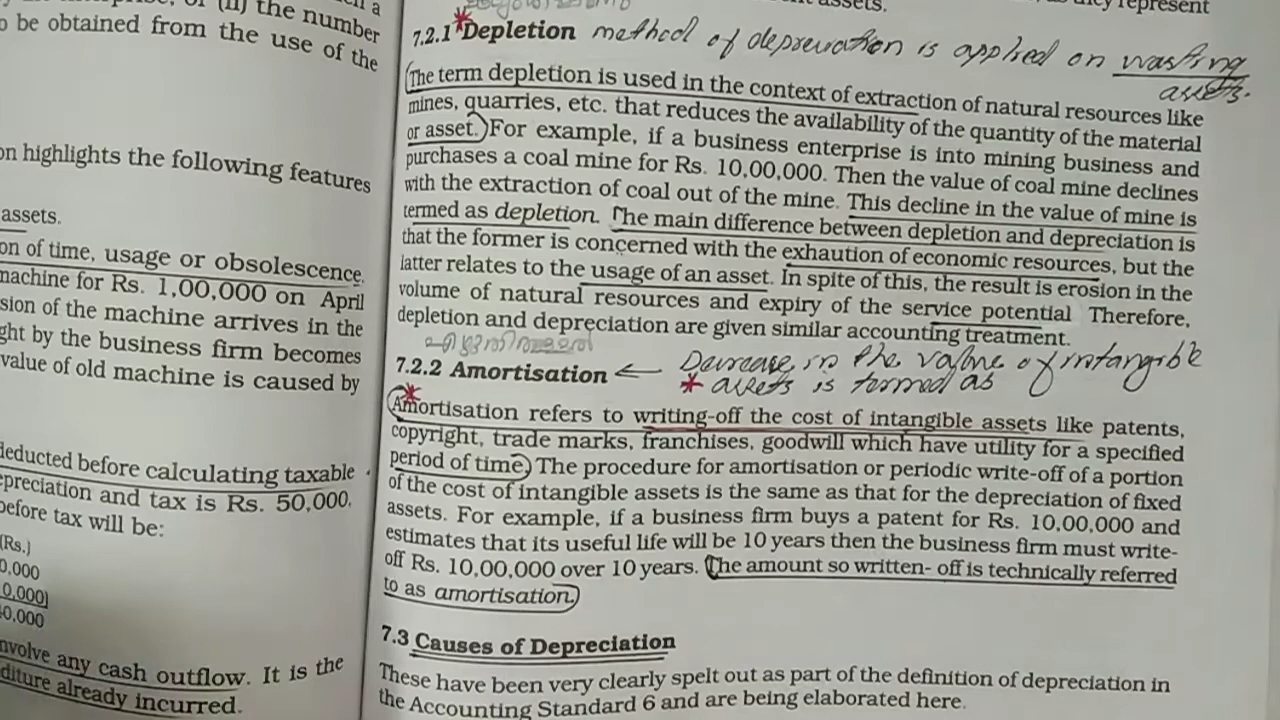 the number
o be obtained from the use of the
on highlights the following features
assets.
on of time, usage or obsolescence.
machine for Rs. 1,00,000 on April
sion of the machine arrives in the
ght by the business firm becomes
value of old machine is caused by
deducted before calculating taxable
epreciation and tax is Rs. 50,000.
before tax will be:
(Rs.)
0,000
0,000)
0,000
nvolve any cash outflow. It is the
diture already incurred.
assets.
represent
7.2.1 *Depletion method of depreciation is applied on wasting
assets.
(The term depletion is used in the context of extraction of natural resources like
mines, quarries, etc. that reduces the availability of the quantity of the material
or asset.) For example, if a business enterprise is into mining business and
purchases a coal mine for Rs. 10,00,000. Then the value of coal mine declines
with the extraction of coal out of the mine. This decline in the value of mine is
termed as depletion. The main difference between depletion and depreciation is
that the former is concerned with the exhaution of economic resources, but the
latter relates to the usage of an asset. In spite of this, the result is erosion in the
volume of natural resources and expiry of the service potential Therefore,
depletion and depreciation are given similar accounting treatment.
7.2.2 Amortisation ← Decrease in the value of intangible
* assets is termed as
(Amortisation refers to writing-off the cost of intangible assets like patents,
copyright, trade marks, franchises, goodwill which have utility for a specified
period of time.) The procedure for amortisation or periodic write-off of a portion
of the cost of intangible assets is the same as that for the depreciation of fixed
assets. For example, if a business firm buys a patent for Rs. 10,00,000 and
estimates that its useful life will be 10 years then the business firm must write-
off Rs. 10,00,000 over 10 years. (The amount so written- off is technically referred
to as amortisation.)
7.3 Causes of Depreciation
These have been very clearly spelt out as part of the definition of depreciation in
the Accounting Standard 6 and are being elaborated here.